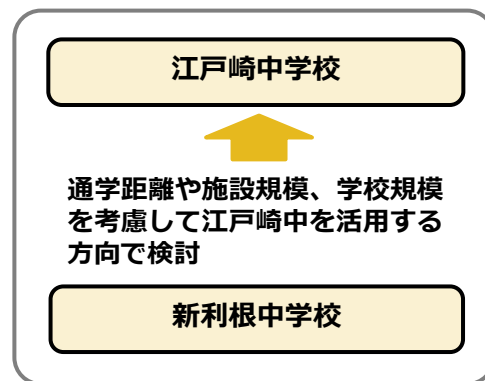 江戸崎中学校
通学距離や施設規模、学校規模
を考慮して江戸崎中を活用する
方向で検討
新利根中学校